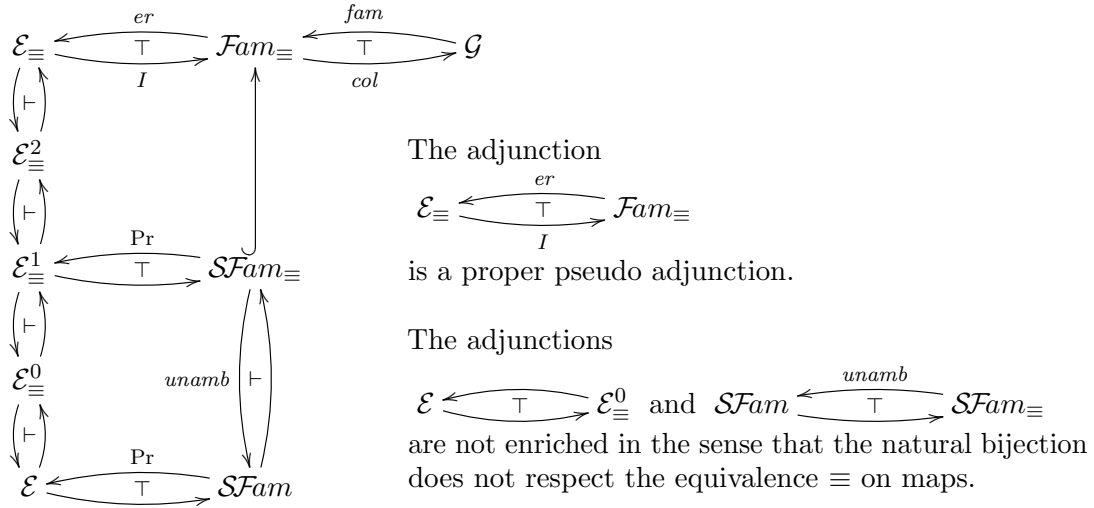 er fam
ℰ≡ ⊤ ℱam≡ ⊤ 𝒢
I col
⊢
ℰ²≡
The adjunction
⊢
er
ℰ≡ ⊤ ℱam≡
I
Pr
ℰ¹≡ ⊤ 𝒮ℱam≡
is a proper pseudo adjunction.
⊢
The adjunctions
ℰ⁰≡ unamb ⊢
unamb
ℰ ⊤ ℰ⁰≡ and 𝒮ℱam ⊤ 𝒮ℱam≡
⊢
are not enriched in the sense that the natural bijection
Pr
does not respect the equivalence ≡ on maps.
ℰ ⊤ 𝒮ℱam